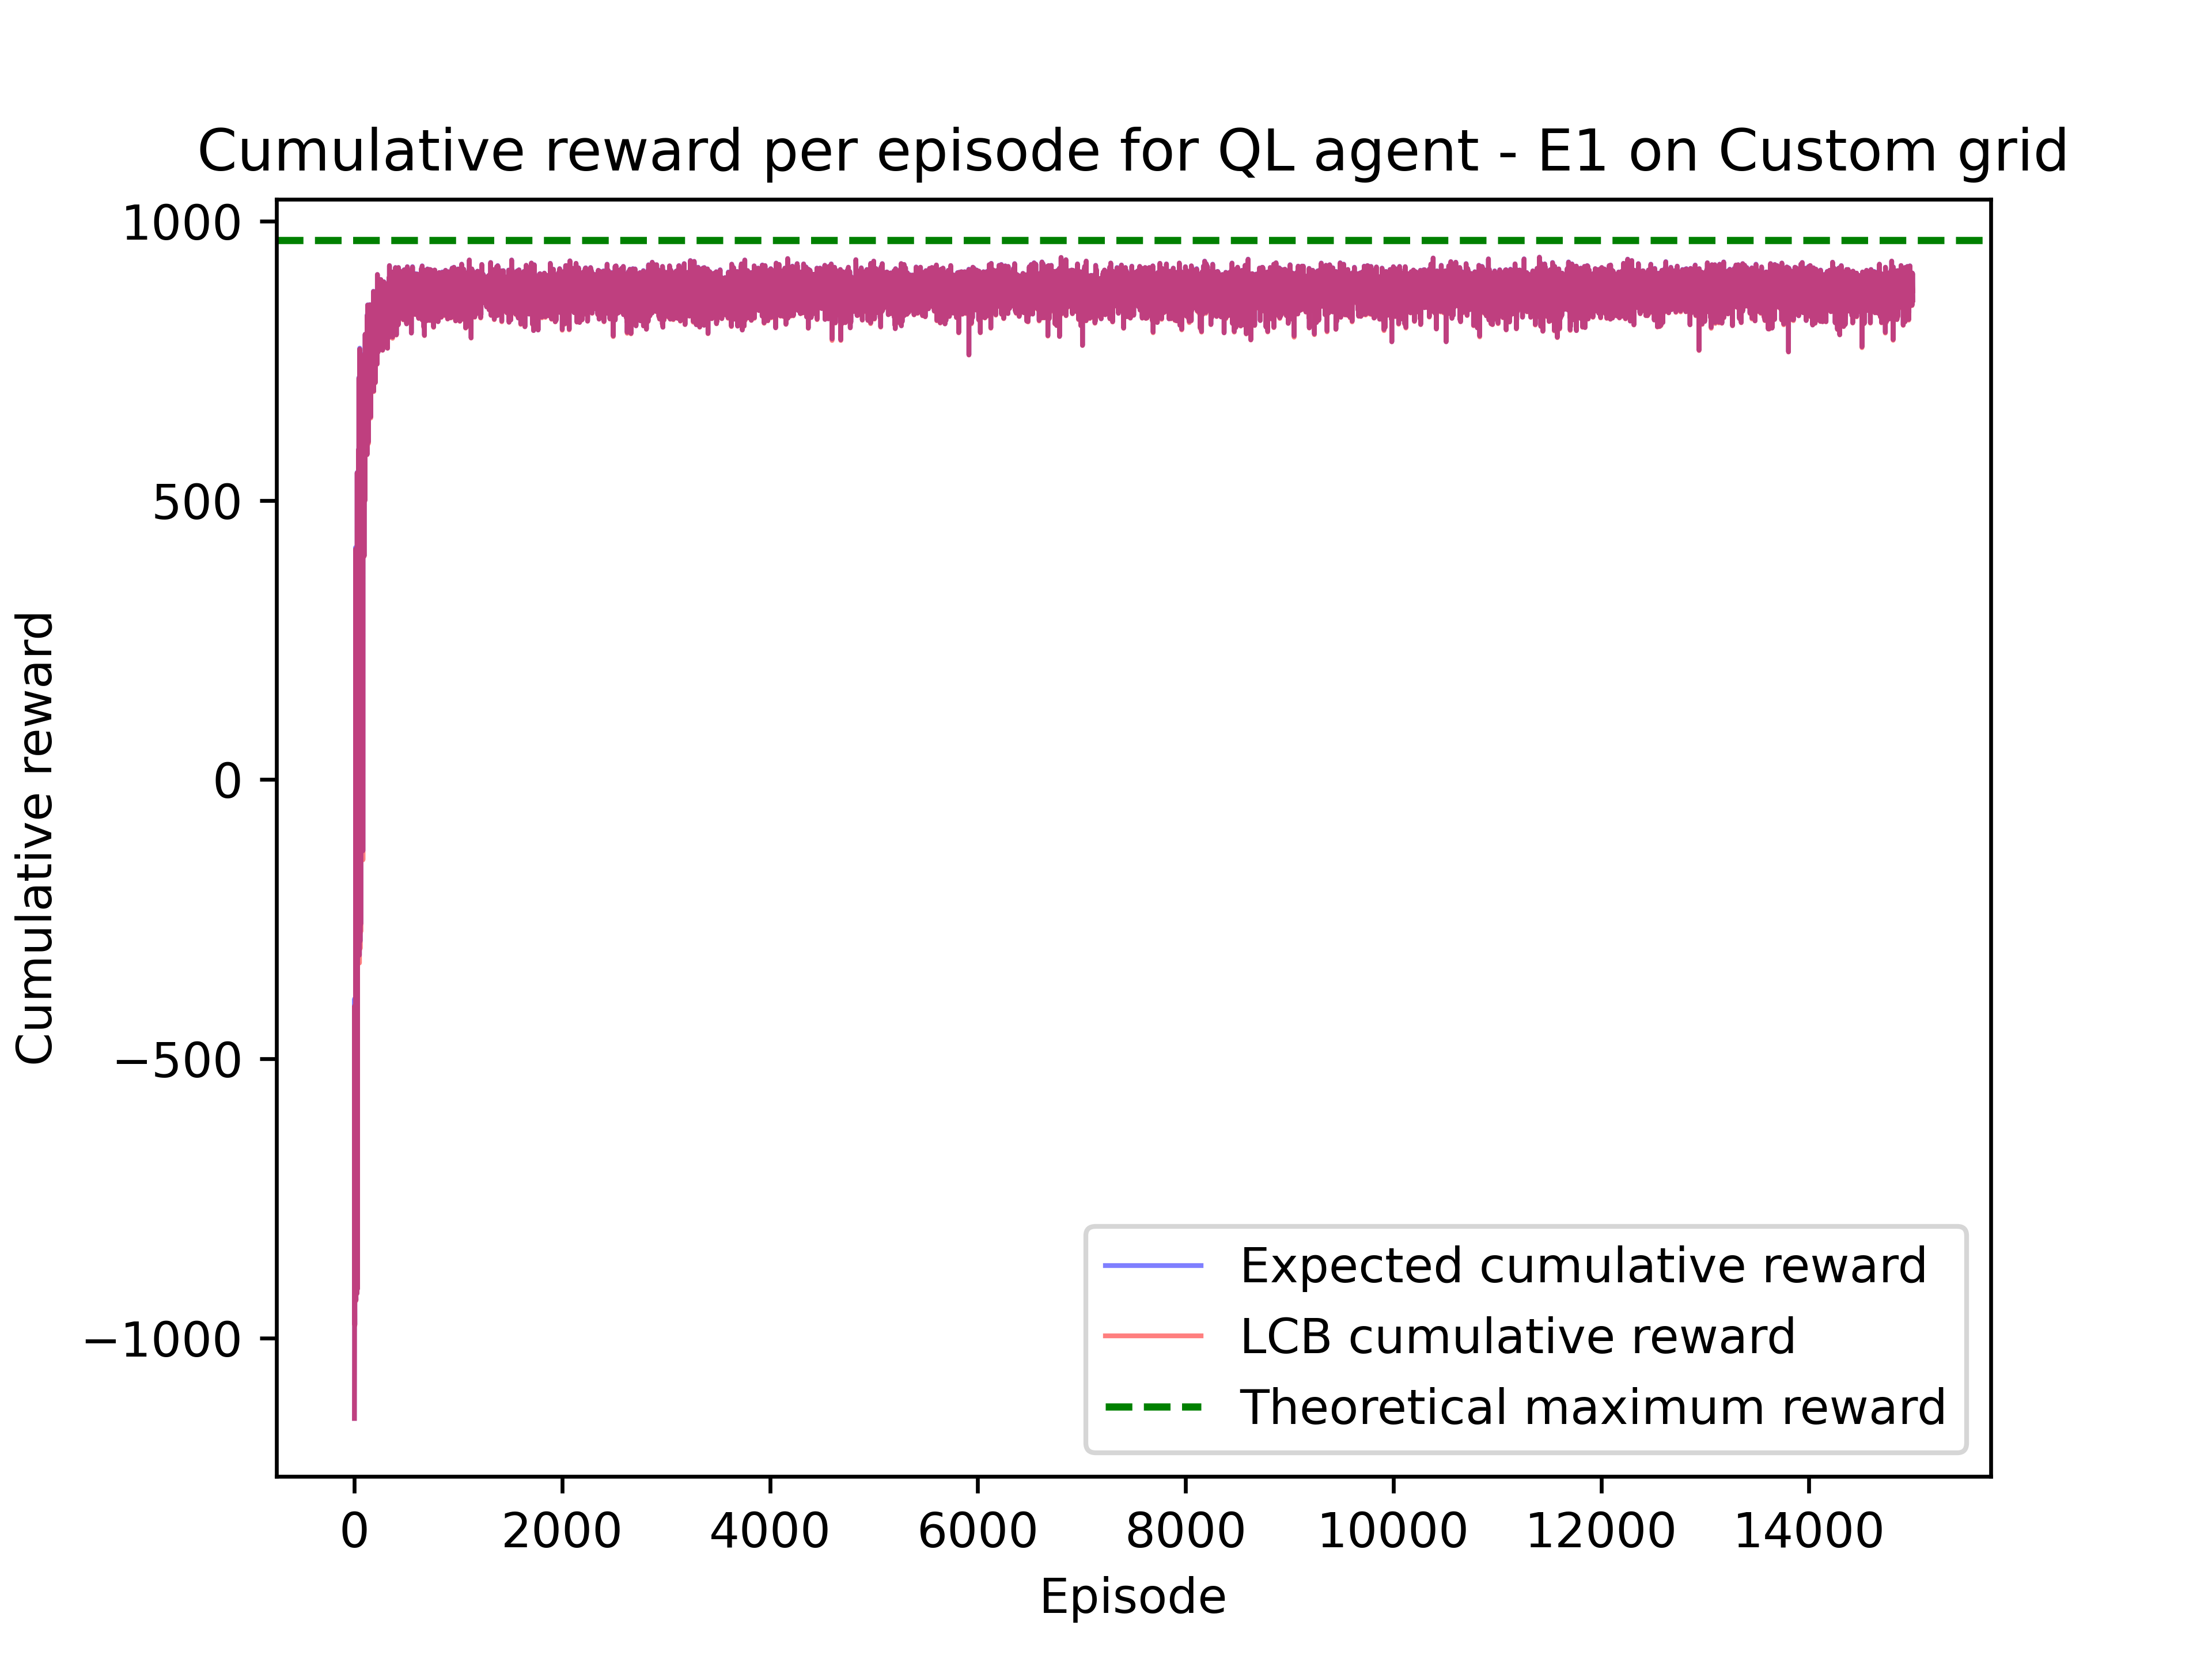 Cumulative reward per episode for QL agent - E1 on Custom grid
Cumulative reward
1000
500
0
−500
−1000
Expected cumulative reward
LCB cumulative reward
Theoretical maximum reward
0 2000 4000 6000 8000 10000 12000 14000
Episode